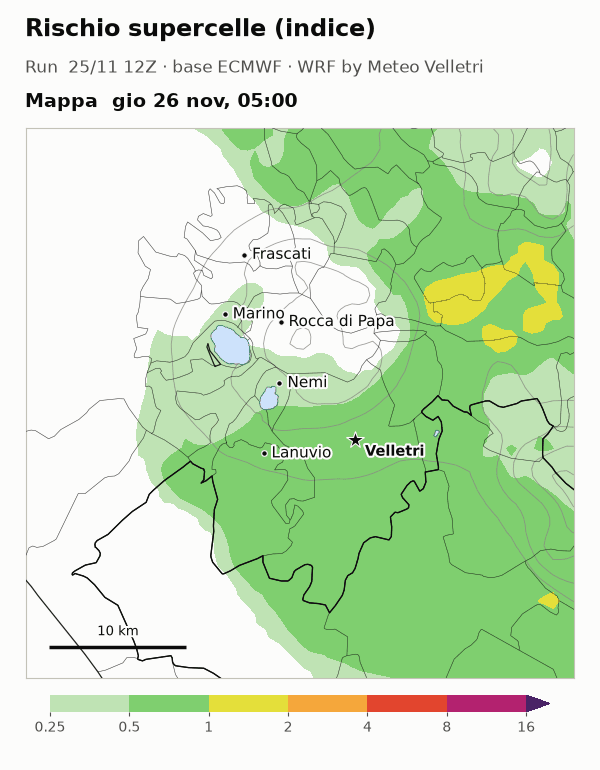 Rischio supercelle (indice)
Run  25/11 12Z · base ECMWF · WRF by Meteo Velletri
Mappa  gio 26 nov, 05:00
Frascati
Marino
Rocca di Papa
Nemi
Velletri
Lanuvio
10 km
0.25 0.5 1 2 4 8 16